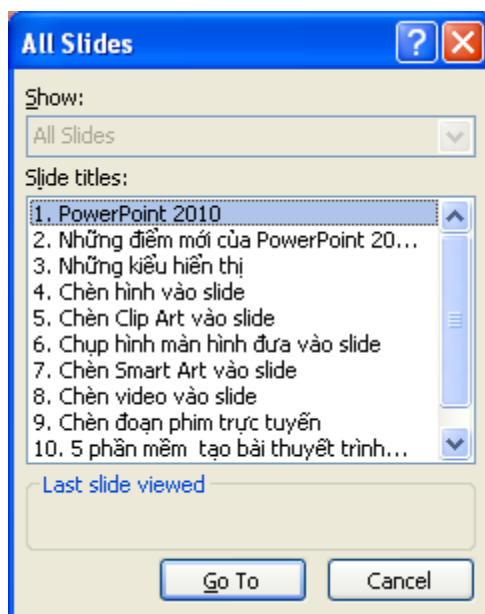 All Slides
Show:
All Slides
Slide titles:
1. PowerPoint 2010
2. Những điểm mới của PowerPoint 20...
3. Những kiểu hiển thị
4. Chèn hình vào slide
5. Chèn Clip Art vào slide
6. Chụp hình màn hình đưa vào slide
7. Chèn Smart Art vào slide
8. Chèn video vào slide
9. Chèn đoạn phim trực tuyến
10. 5 phần mềm  tạo bài thuyết trình...
Last slide viewed
Go To Cancel